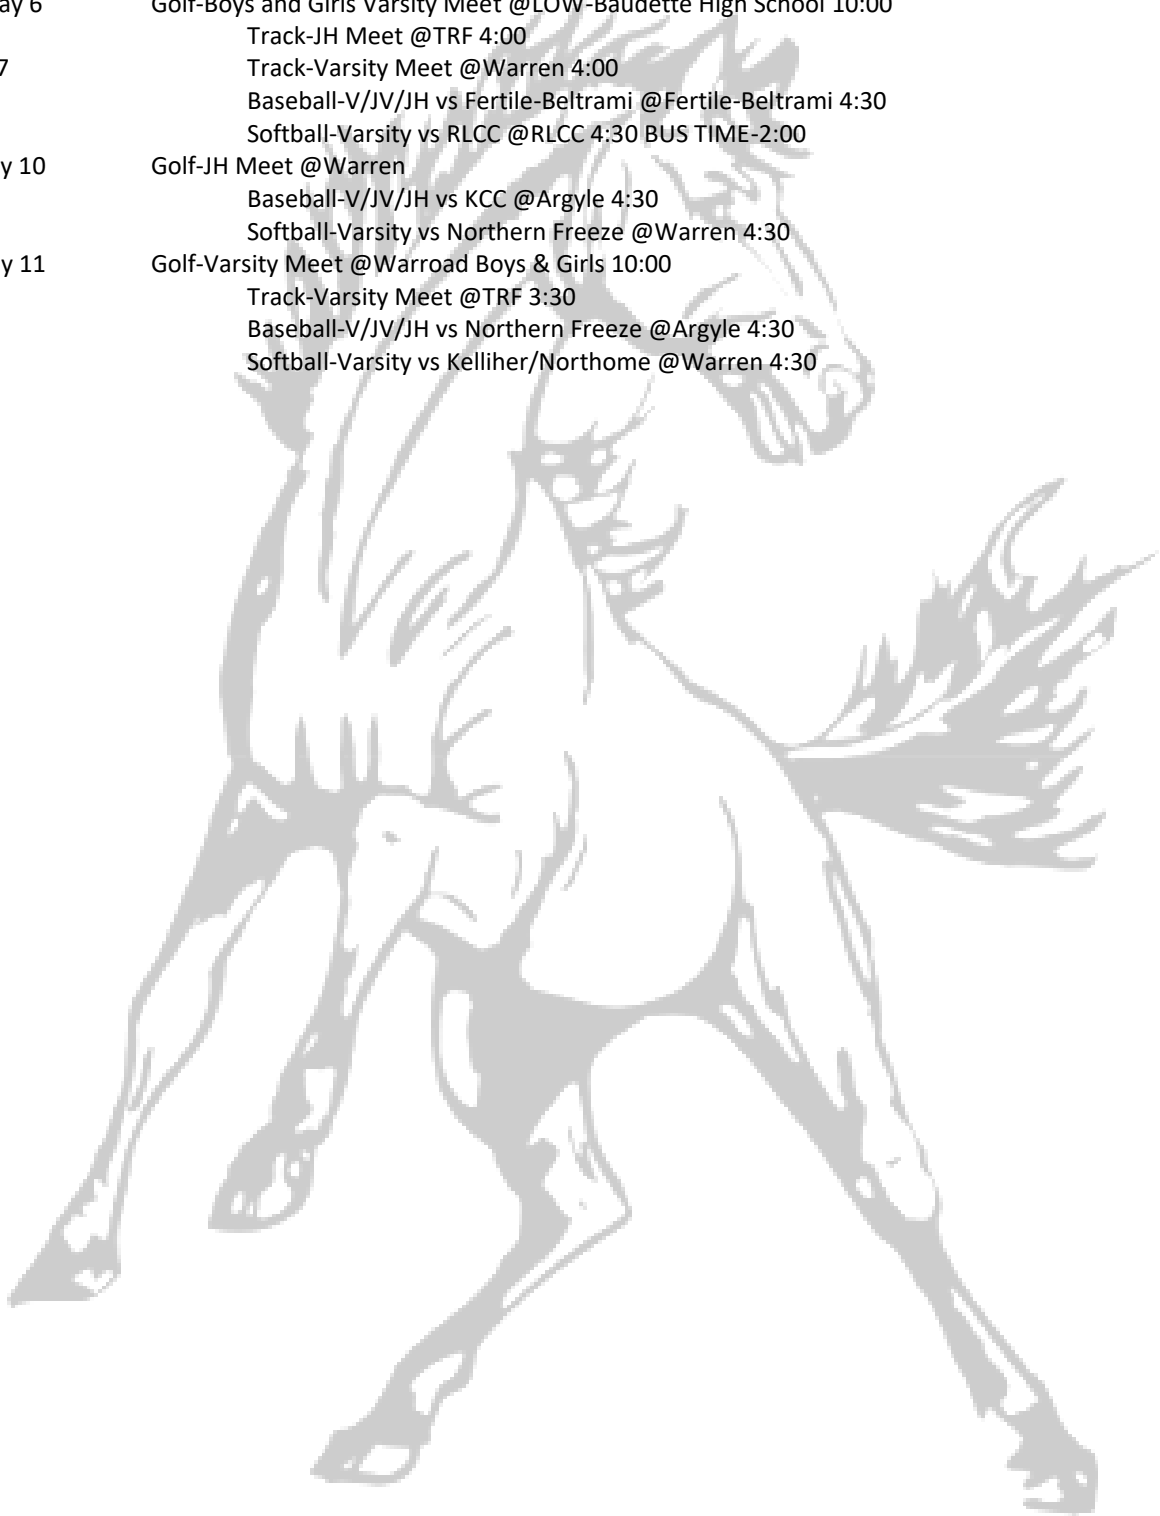 ay 6 Golf-Boys and Girls Varsity Meet @LOW-Baudette High School 10:00
Track-JH Meet @TRF 4:00
7 Track-Varsity Meet @Warren 4:00
Baseball-V/JV/JH vs Fertile-Beltrami @Fertile-Beltrami 4:30
Softball-Varsity vs RLCC @RLCC 4:30 BUS TIME-2:00
y 10 Golf-JH Meet @Warren
Baseball-V/JV/JH vs KCC @Argyle 4:30
Softball-Varsity vs Northern Freeze @Warren 4:30
y 11 Golf-Varsity Meet @Warroad Boys & Girls 10:00
Track-Varsity Meet @TRF 3:30
Baseball-V/JV/JH vs Northern Freeze @Argyle 4:30
Softball-Varsity vs Kelliher/Northome @Warren 4:30